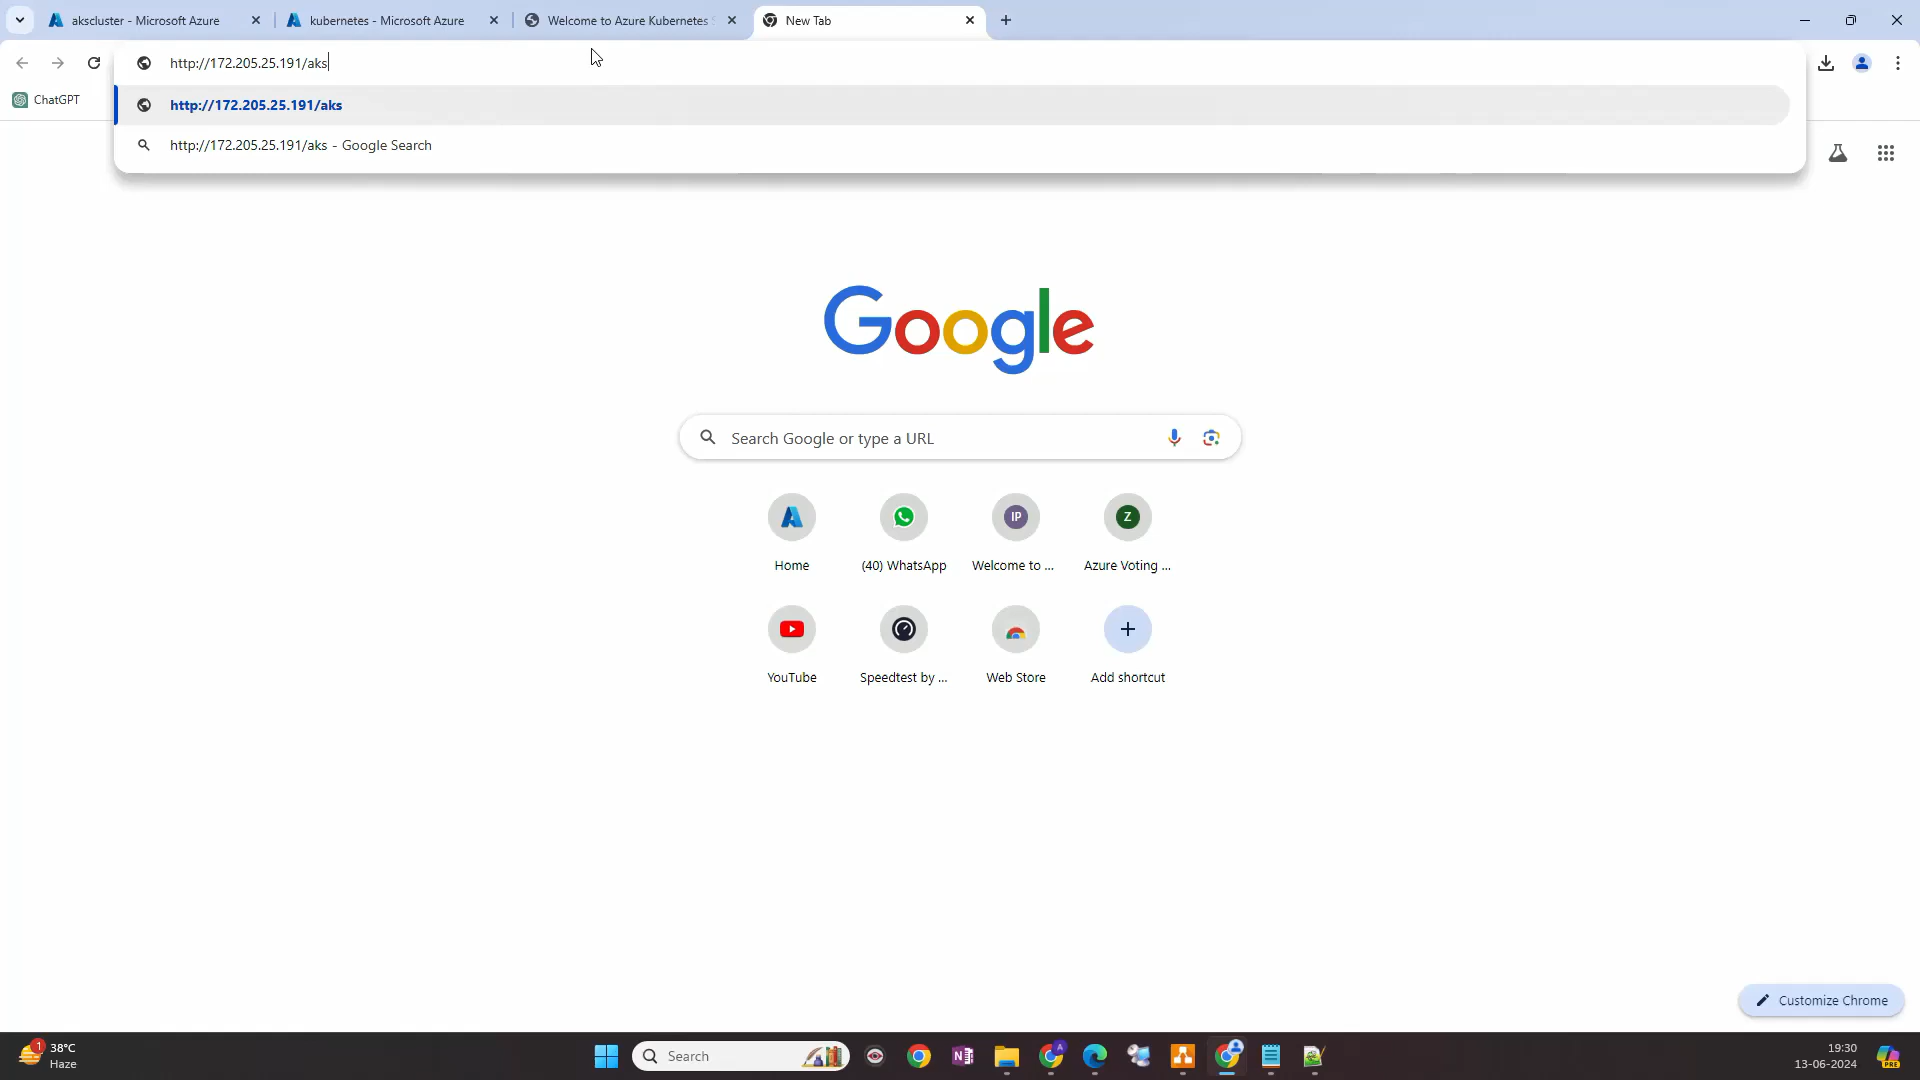 akscluster - Microsoft Azure
kubernetes - Microsoft Azure
Welcome to Azure Kubernetes S
New Tab
http://172.205.25.191/aks
ChatGPT
http://172.205.25.191/aks
http://172.205.25.191/aks - Google Search
Google
Search Google or type a URL
IP
Z
Home
(40) WhatsApp
Welcome to ...
Azure Voting ...
YouTube
Speedtest by ...
Web Store
Add shortcut
Customize Chrome
1
38°C
Haze
Search
N
A
PRE
19:30
13-06-2024